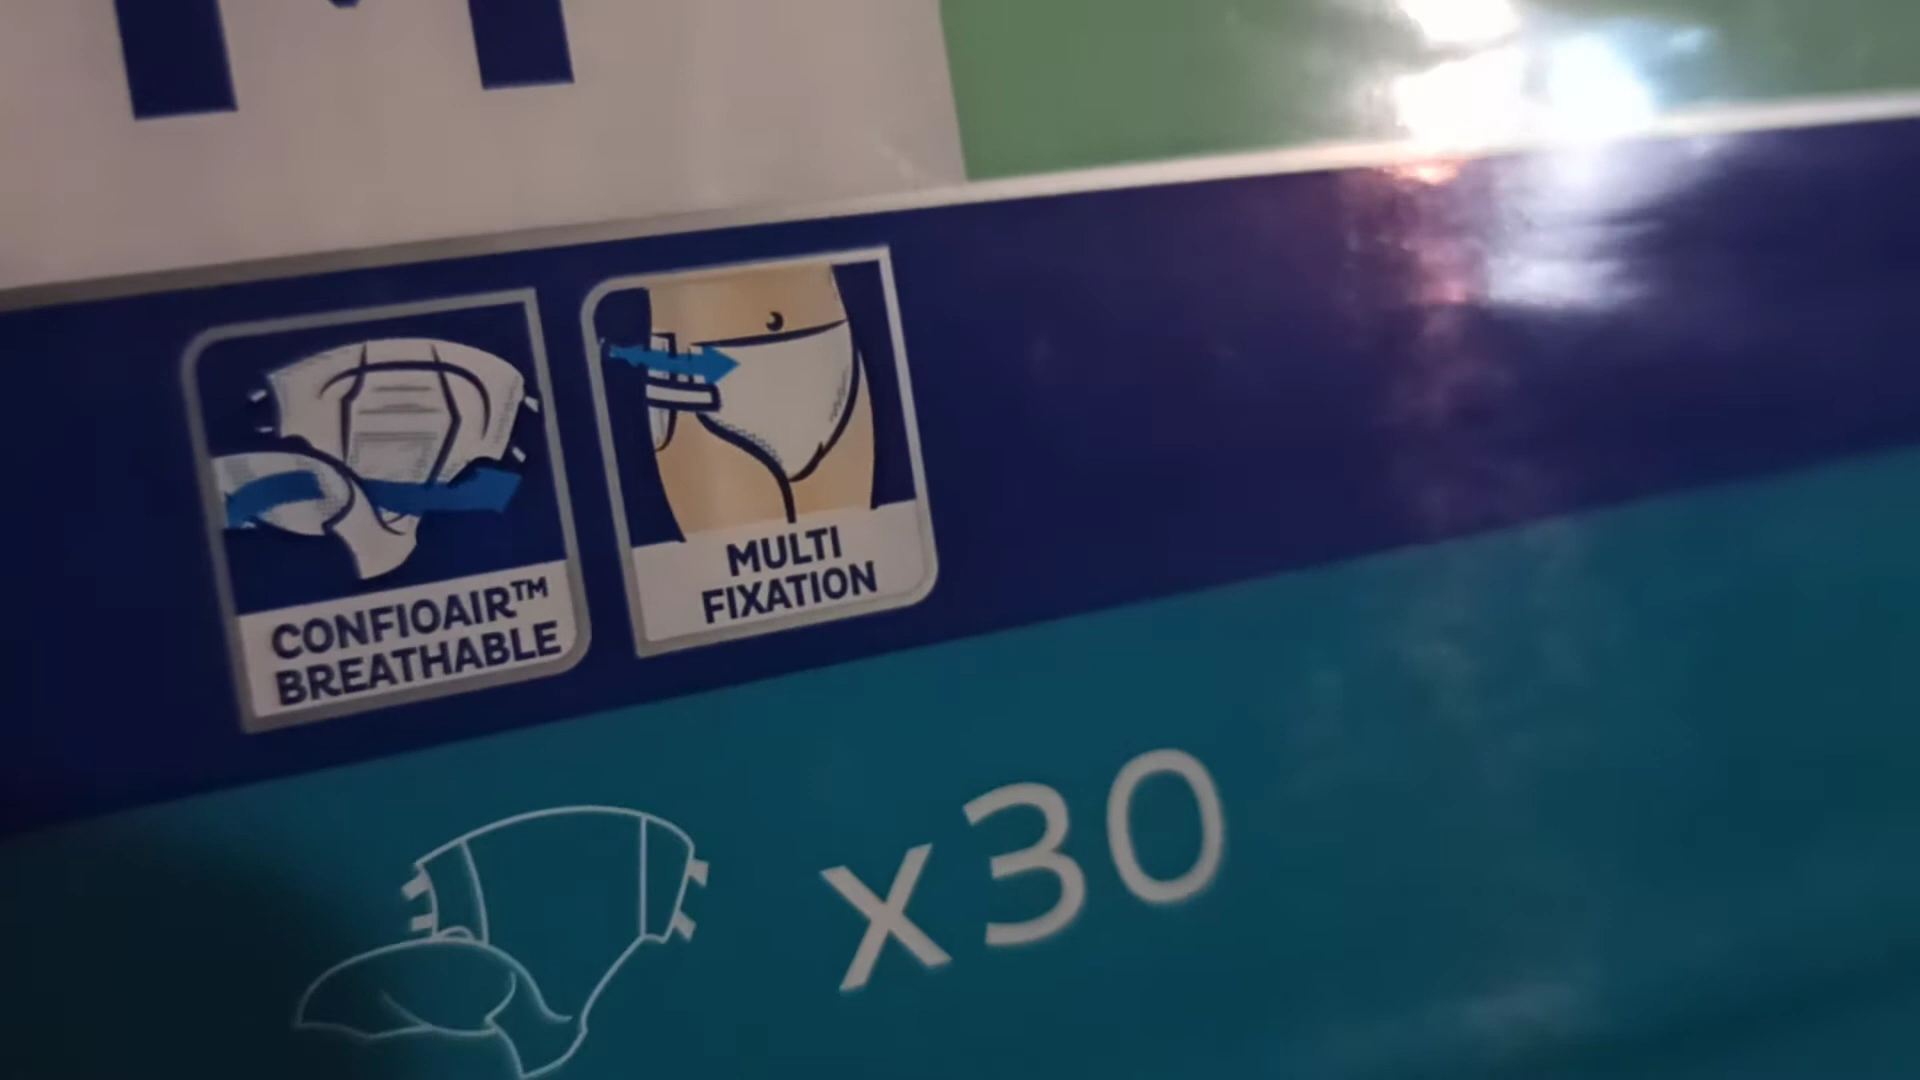 M
CONFIOAIR™
BREATHABLE
MULTI
FIXATION
x30